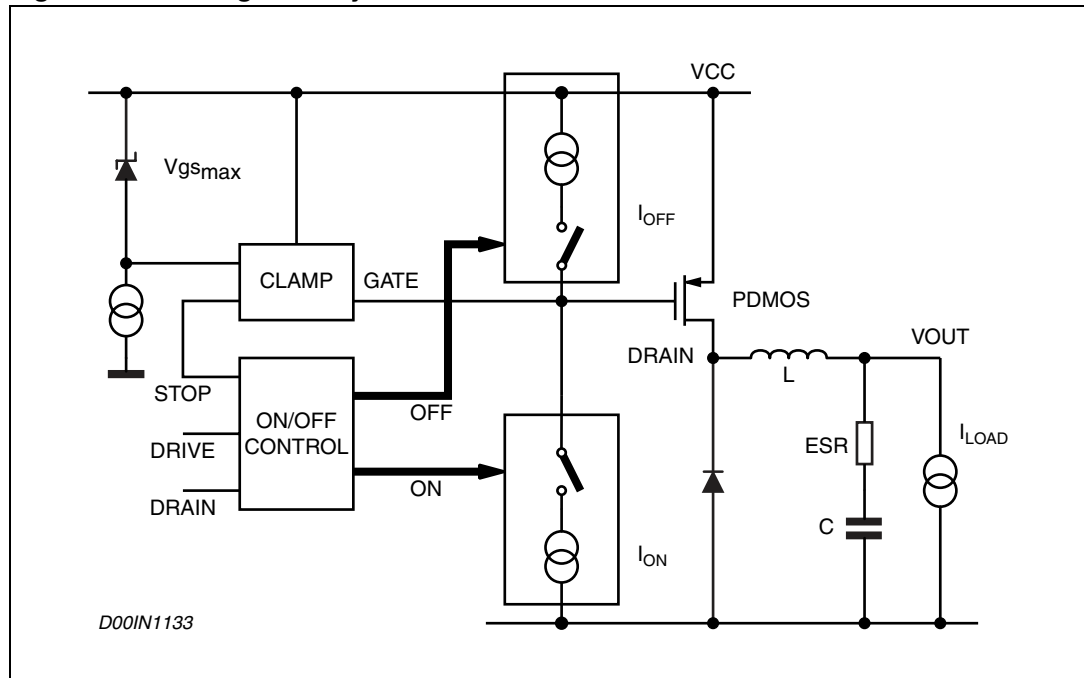 VCC
Vgsmax
IOFF
CLAMP
GATE
PDMOS
DRAIN
VOUT
L
STOP
OFF
ON/OFF
CONTROL
DRIVE
ESR
ILOAD
ON
DRAIN
C
ION
D00IN1133